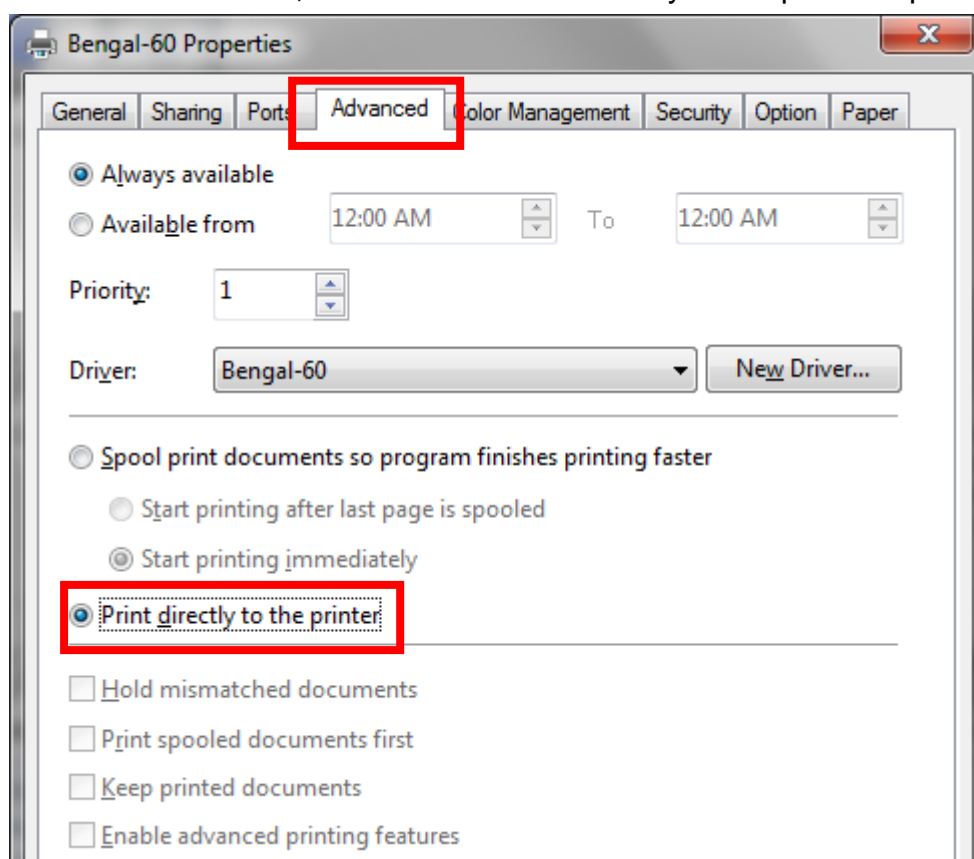 Bengal-60 Properties
General Sharing Ports Advanced Color Management Security Option Paper
Always available
Available from 12:00 AM To 12:00 AM
Priority: 1
Driver: Bengal-60 New Driver...
Spool print documents so program finishes printing faster
Start printing after last page is spooled
Start printing immediately
Print directly to the printer
Hold mismatched documents
Print spooled documents first
Keep printed documents
Enable advanced printing features